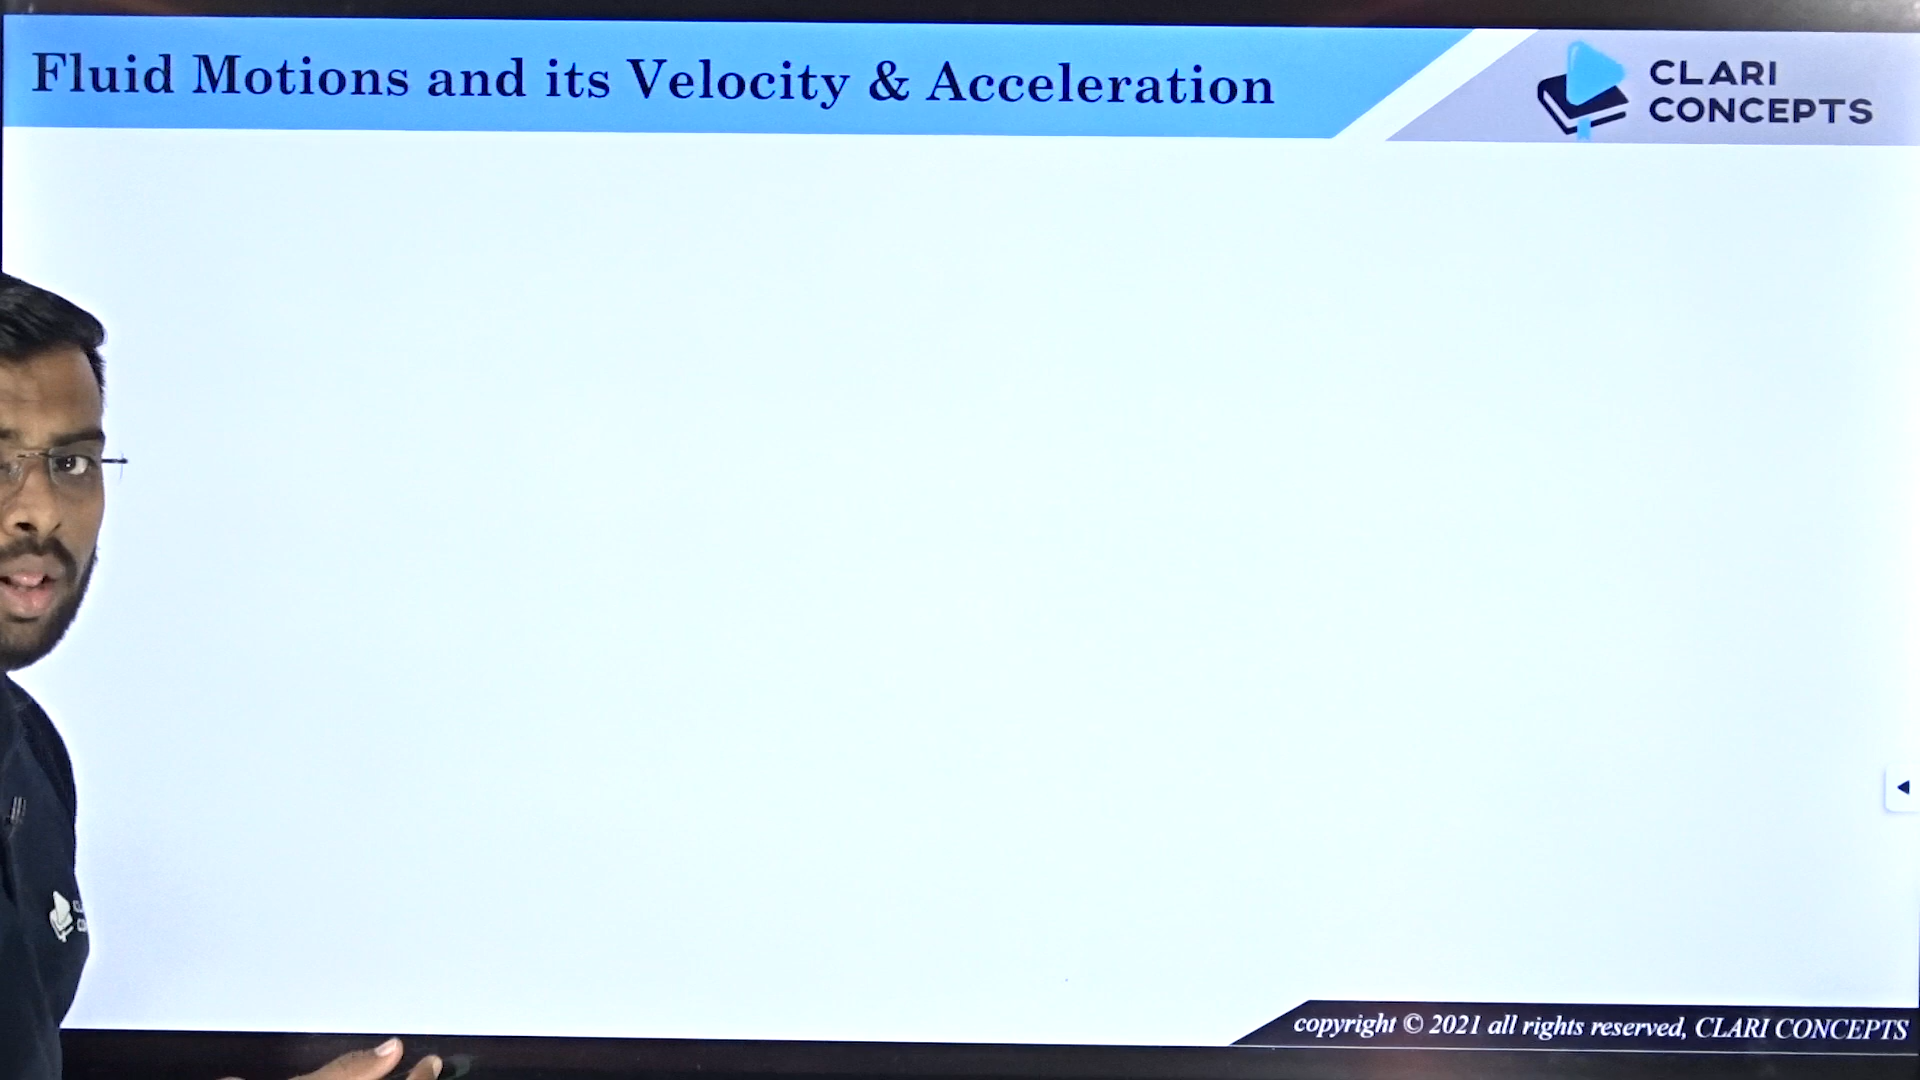 Fluid Motions and its Velocity & Acceleration
CLARI
CONCEPTS
copyright © 2021 all rights reserved, CLARI CONCEPTS